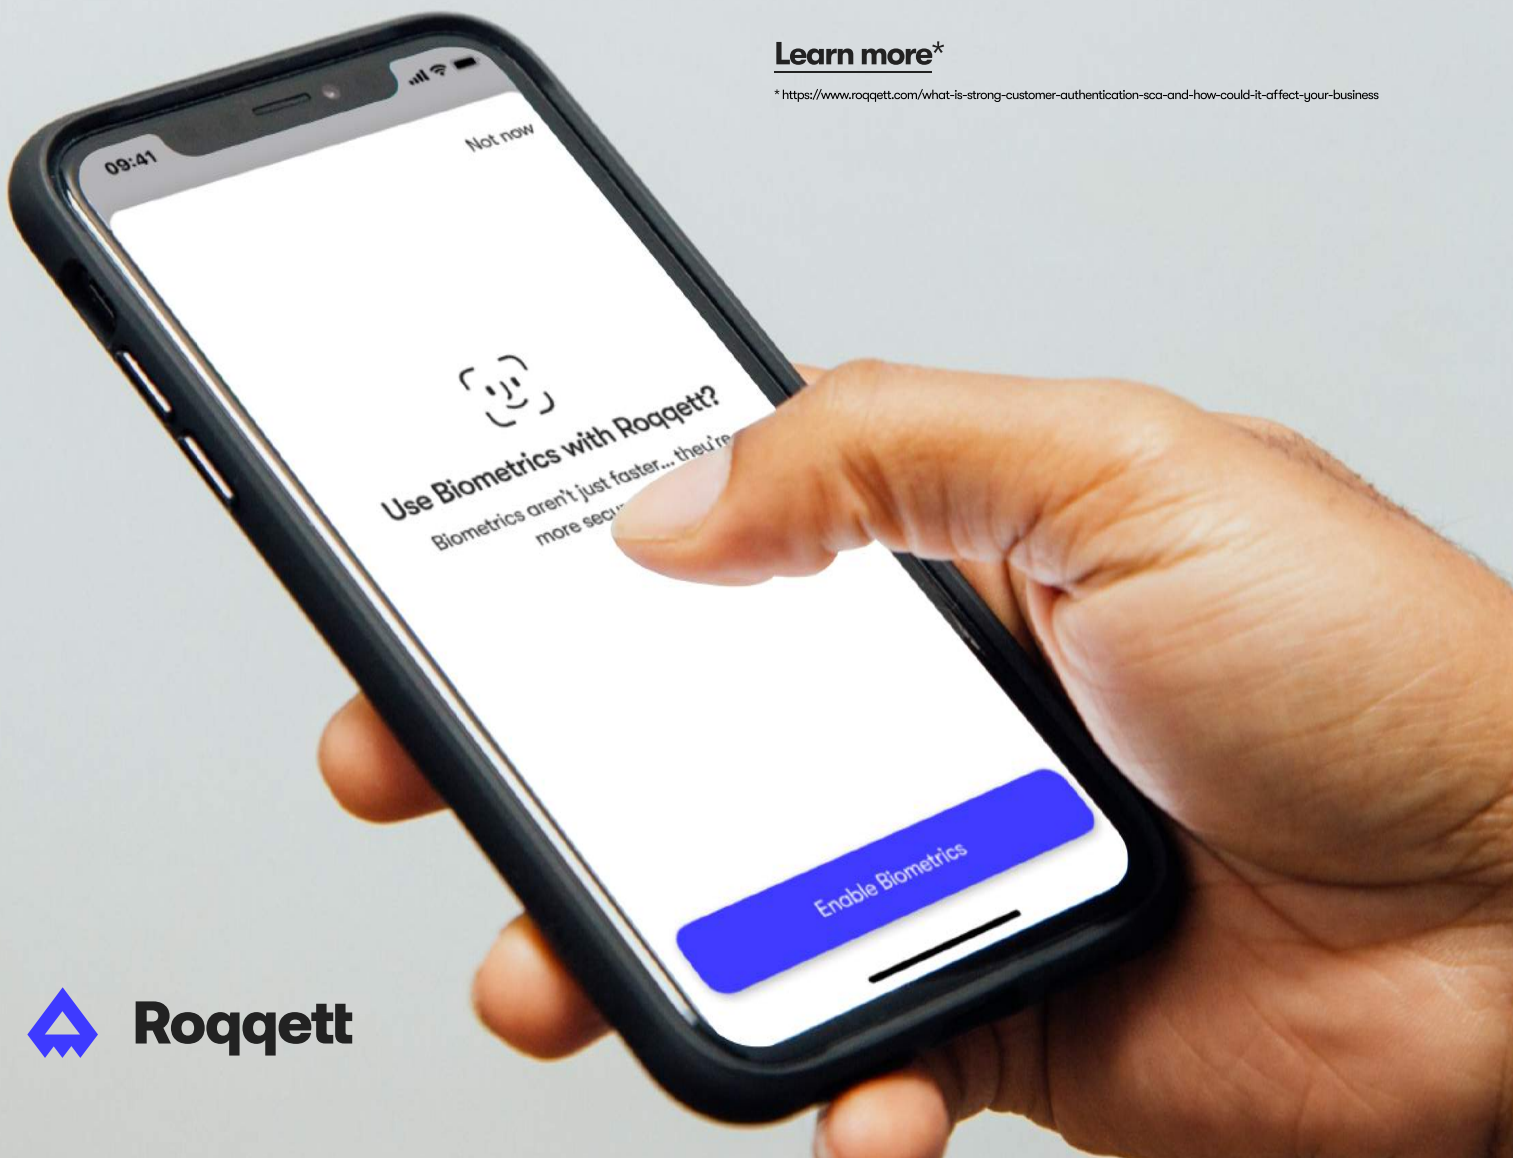 Learn more*
* https://www.roqqett.com/what-is-strong-customer-authentication-sca-and-how-could-it-affect-your-business
09:41
Not now
Use Biometrics with Roqqett?
Biometrics aren't just faster... they're
more
Enable Biometrics
Roqqett